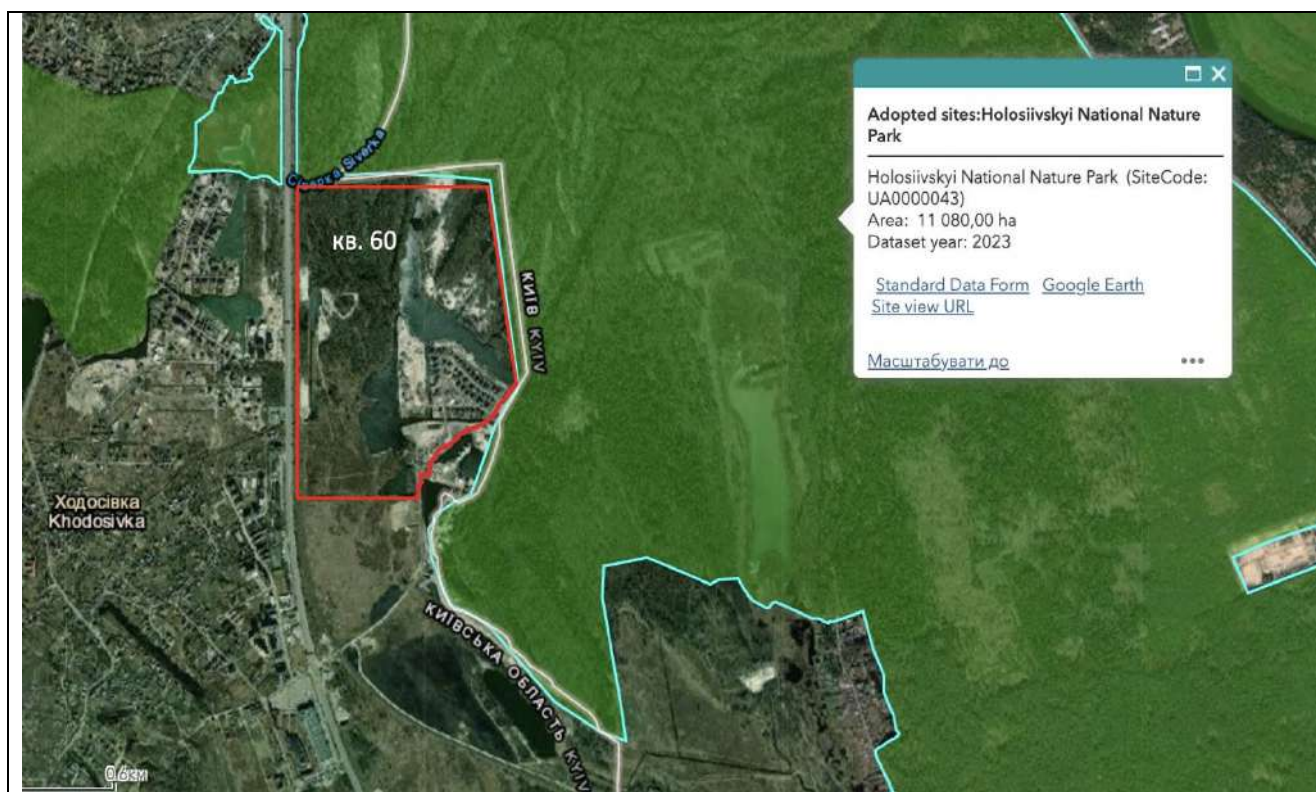 Adopted sites:Holosiivskyi National Nature
Park
Holosiivskyi National Nature Park (SiteCode:
UA0000043)
Area: 11 080,00 ha
Dataset year: 2023
Standard Data Form Google Earth
Site view URL
Масштабувати до
Siverka
кв. 60
КИЇВ KYIV
Ходосівка
Khodosivka
КИЇВСЬКА ОБЛАСТЬ KYIV
0.6км